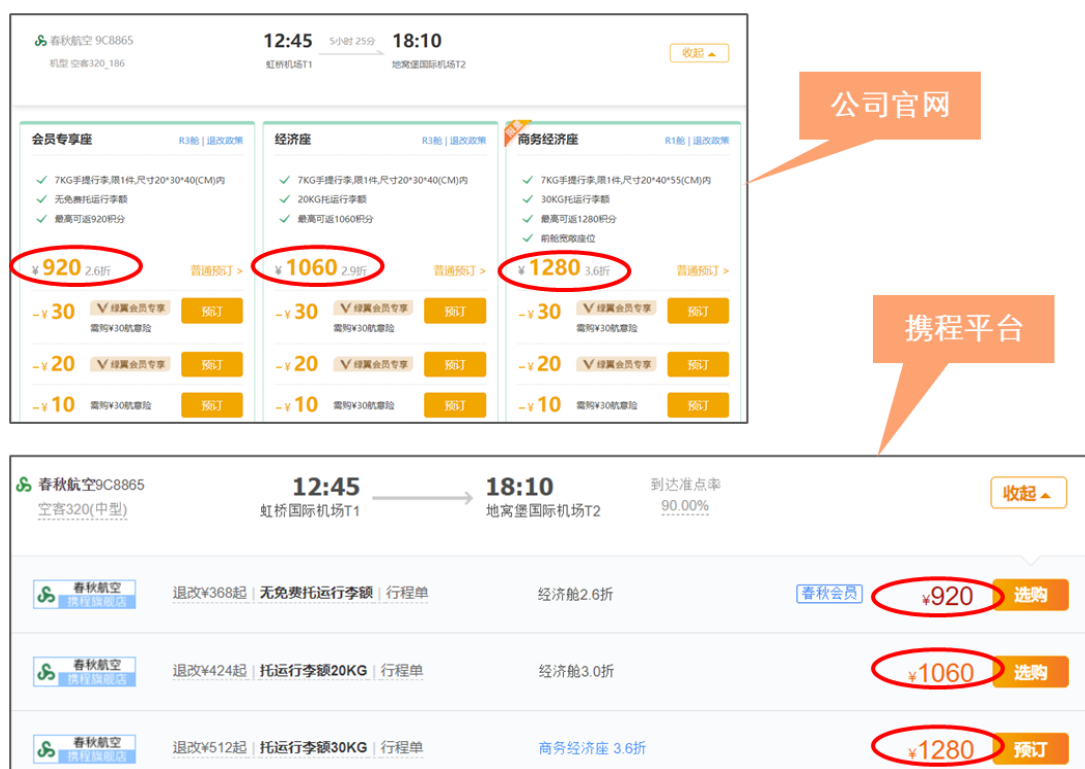 春秋航空 9C8865
机型 空客320_186
12:45 5小时 25分 18:10
虹桥机场T1 地窝堡国际机场T2
收起
公司官网
会员专享座 R3舱 | 退改政策
7KG手提行李,限1件,尺寸20*30*40(CM)内
无免费托运行李额
最高可返920积分
¥ 920 2.6折 普通预订 >
-¥ 30 绿翼会员专享 预订
需购¥30航意险
-¥ 20 绿翼会员专享 预订
-¥ 10 需购¥30航意险 预订
经济座 R3舱 | 退改政策
7KG手提行李,限1件,尺寸20*30*40(CM)内
20KG托运行李额
最高可返1060积分
¥ 1060 2.9折 普通预订 >
-¥ 30 绿翼会员专享 预订
需购¥30航意险
-¥ 20 绿翼会员专享 预订
-¥ 10 需购¥30航意险 预订
商务经济座 R1舱 | 退改政策
7KG手提行李,限1件,尺寸20*40*55(CM)内
30KG托运行李额
最高可返1280积分
前舱宽敞座位
¥ 1280 3.6折 普通预订 >
-¥ 30 绿翼会员专享 预订
需购¥30航意险
-¥ 20 绿翼会员专享 预订
-¥ 10 需购¥30航意险 预订
携程平台
春秋航空9C8865
空客320(中型)
12:45 18:10
虹桥国际机场T1 地窝堡国际机场T2
到达准点率
90.00%
收起
春秋航空
携程旗舰店
退改¥368起 | 无免费托运行李额 | 行程单 经济舱2.6折 春秋会员 ¥920 选购
春秋航空
携程旗舰店
退改¥424起 | 托运行李额20KG | 行程单 经济舱3.0折 ¥1060 选购
春秋航空
携程旗舰店
退改¥512起 | 托运行李额30KG | 行程单 商务经济座 3.6折 ¥1280 预订